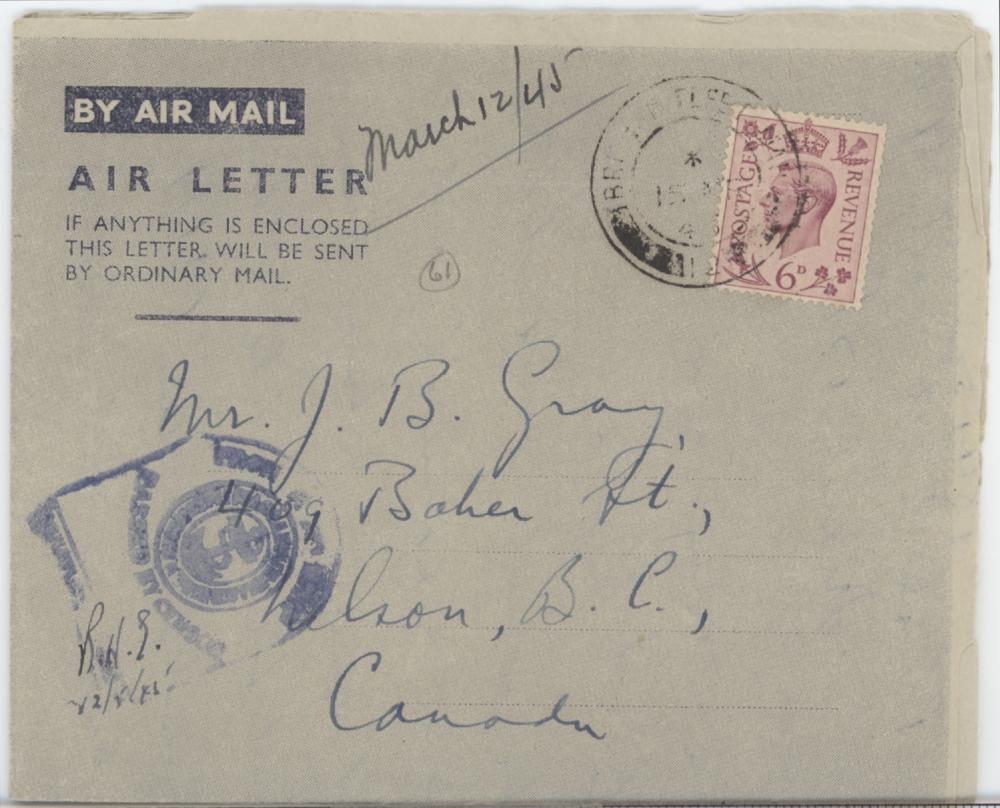 BY AIR MAIL
AIR LETTER
IF ANYTHING IS ENCLOSED
THIS LETTER WILL BE SENT
BY ORDINARY MAIL.
March 12/45
POSTAGE REVENUE
6D
61
Mr. J. B. Gray,
409 Baker St.,
Nelson, B. C.,
Canada
FROM
R.H.G.